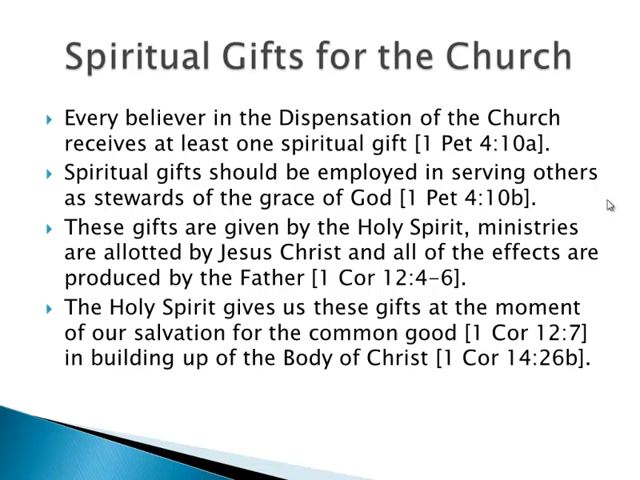 Spiritual Gifts for the Church
Every believer in the Dispensation of the Church
receives at least one spiritual gift [1 Pet 4:10a].
Spiritual gifts should be employed in serving others
as stewards of the grace of God [1 Pet 4:10b].
These gifts are given by the Holy Spirit, ministries
are allotted by Jesus Christ and all of the effects are
produced by the Father [1 Cor 12:4-6].
The Holy Spirit gives us these gifts at the moment
of our salvation for the common good [1 Cor 12:7]
in building up of the Body of Christ [1 Cor 14:26b].